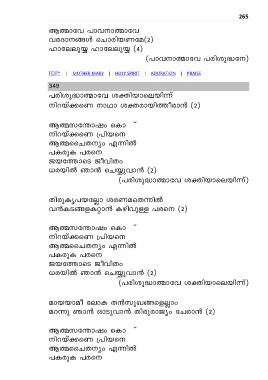 265
ആത്മാവേ പാവനാത്മാവേ
വരദാനങ്ങൾ ചൊരിയണമേ(2)
ഹാലേലുയ്യ ഹാലേലുയ്യ (4)
(പാവനാത്മാവേ പരിശുദ്ധനേ)
TOP^ | MOTHER MARY | HOLY SPIRIT | ADORATION | PRAISE
349
പരിശുദ്ധാത്മാവേ ശക്തിയാലെയിന്ന്
നിറയ്ക്കണേ നാഥാ ശക്തരായിത്തീരാൻ (2)
ആത്മസന്തോഷം കൊ ~
നിറയ്ക്കണേ പ്രിയനെ
ആത്മചൈതന്യം എന്നിൽ
പകരുക പരനെ
ജയത്തോടെ ജീവിതം
ധരയിൽ ഞാൻ ചെയ്യുവാൻ (2)
(പരിശുദ്ധാത്മാവേ ശക്തിയാലെയിന്ന്)
തിരുകൃപയല്ലോ ശരണമതെന്നിൽ
വൻകടങ്ങളകറ്റാൻ കഴിവുള്ള പരനെ (2)
ആത്മസന്തോഷം കൊ ~
നിറയ്ക്കണേ പ്രിയനെ
ആത്മചൈതന്യം എന്നിൽ
പകരുക പരനെ
ജയത്തോടെ ജീവിതം
ധരയിൽ ഞാൻ ചെയ്യുവാൻ (2)
(പരിശുദ്ധാത്മാവേ ശക്തിയാലെയിന്ന്)
മായയാമീ ലോക തൻസുഖങ്ങളെല്ലാം
മറന്നു ഞാൻ ഓടുവാൻ തിരുരാജ്യം ചേരാൻ (2)
ആത്മസന്തോഷം കൊ ~
നിറയ്ക്കണേ പ്രിയനെ
ആത്മചൈതന്യം എന്നിൽ
പകരുക പരനെ